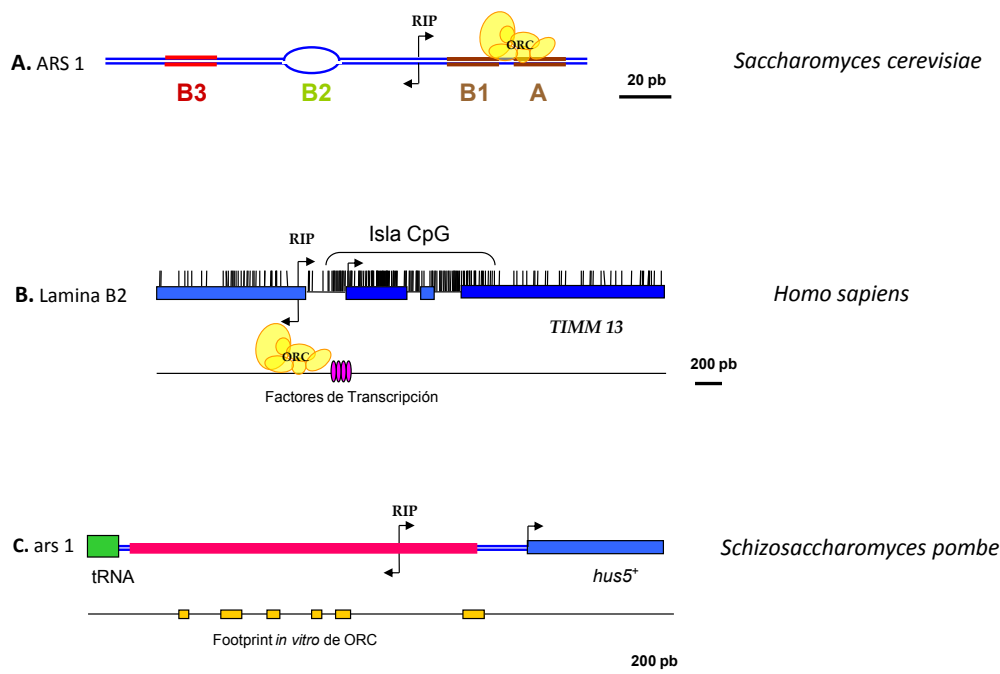 RIP
ORC
A. ARS 1
Saccharomyces cerevisiae
B3
B2
B1
A
20 pb
Isla CpG
RIP
B. Lamina B2
Homo sapiens
TIMM 13
ORC
200 pb
Factores de Transcripción
RIP
C. ars 1
Schizosaccharomyces pombe
tRNA
hus5+
Footprint in vitro de ORC
200 pb